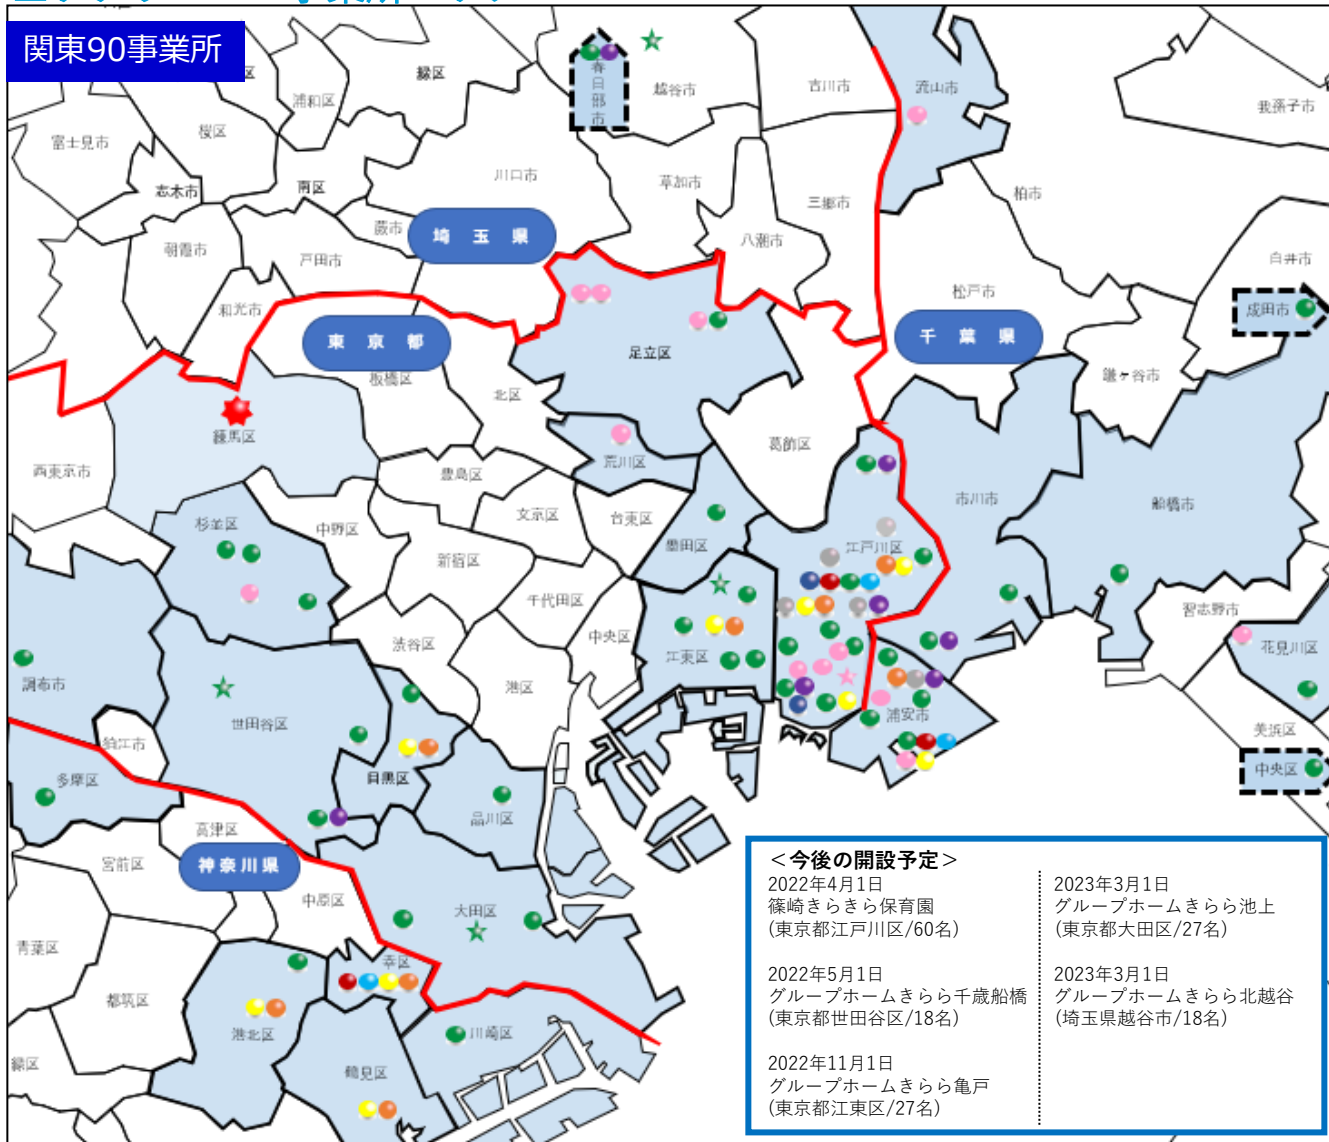 関東90事業所
緑区
浦和区
桜区
富士見市
志木市
南区
川口市
蕨市
朝霞市
戸田市
和光市
春日部市
越谷市
吉川市
流山市
我孫子市
草加市
三郷市
八潮市
柏市
白井市
松戸市
成田市
鎌ヶ谷市
埼玉県
東京都
千葉県
板橋区
北区
足立区
練馬区
西東京市
荒川区
葛飾区
豊島区
文京区
台東区
墨田区
市川市
船橋市
杉並区
中野区
新宿区
江戸川区
千代田区
渋谷区
中央区
港区
江東区
習志野市
花見川区
調布市
世田谷区
狛江市
多摩区
目黒区
品川区
浦安市
美浜区
中央区
高津区
宮前区
神奈川県
中原区
大田区
青葉区
都筑区
幸区
港北区
川崎区
緑区
鶴見区
＜今後の開設予定＞
2022年4月1日
篠崎きらきら保育園
(東京都江戸川区/60名)
2022年5月1日
グループホームきらら千歳船橋
(東京都世田谷区/18名)
2022年11月1日
グループホームきらら亀戸
(東京都江東区/27名)
2023年3月1日
グループホームきらら池上
(東京都大田区/27名)
2023年3月1日
グループホームきらら北越谷
(埼玉県越谷市/18名)